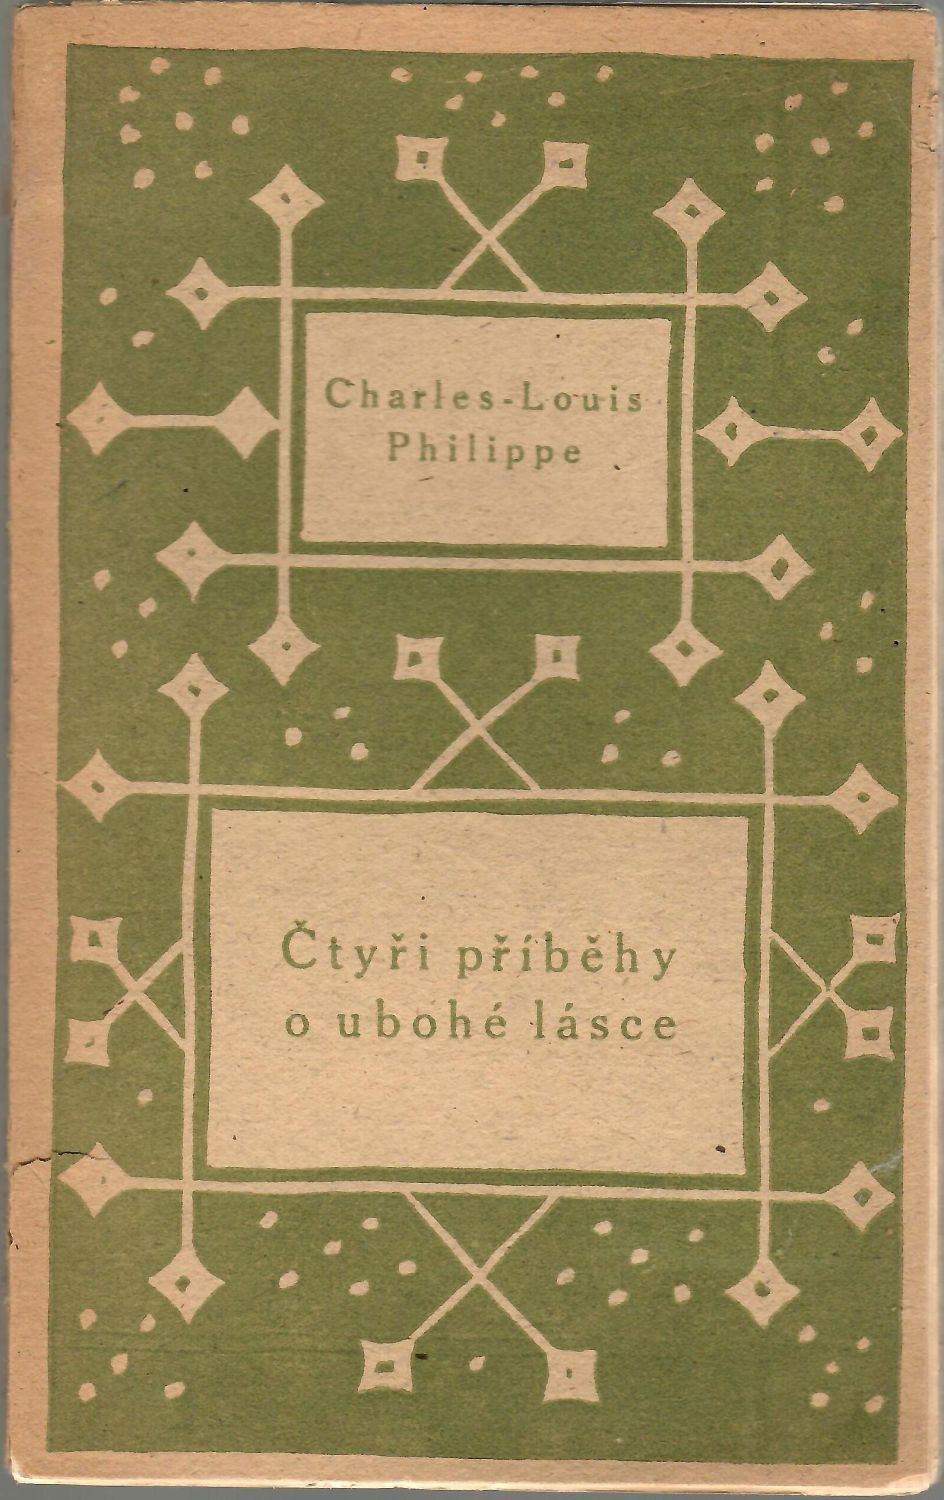 Charles-Louis
Philippe
Čtyři příběhy
o ubohé lásce